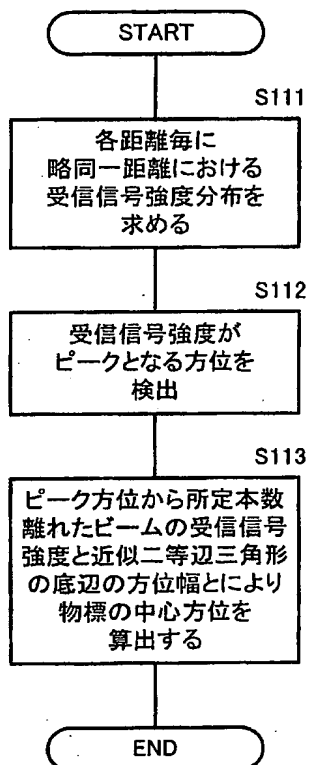 START
S111
各距離毎に
略同一距離における
受信信号強度分布を
求める
S112
受信信号強度が
ピークとなる方位を
検出
S113
ピーク方位から所定本数
離れたビームの受信信号
強度と近似二等辺三角形
の底辺の方位幅とにより
物標の中心方位を
算出する
END